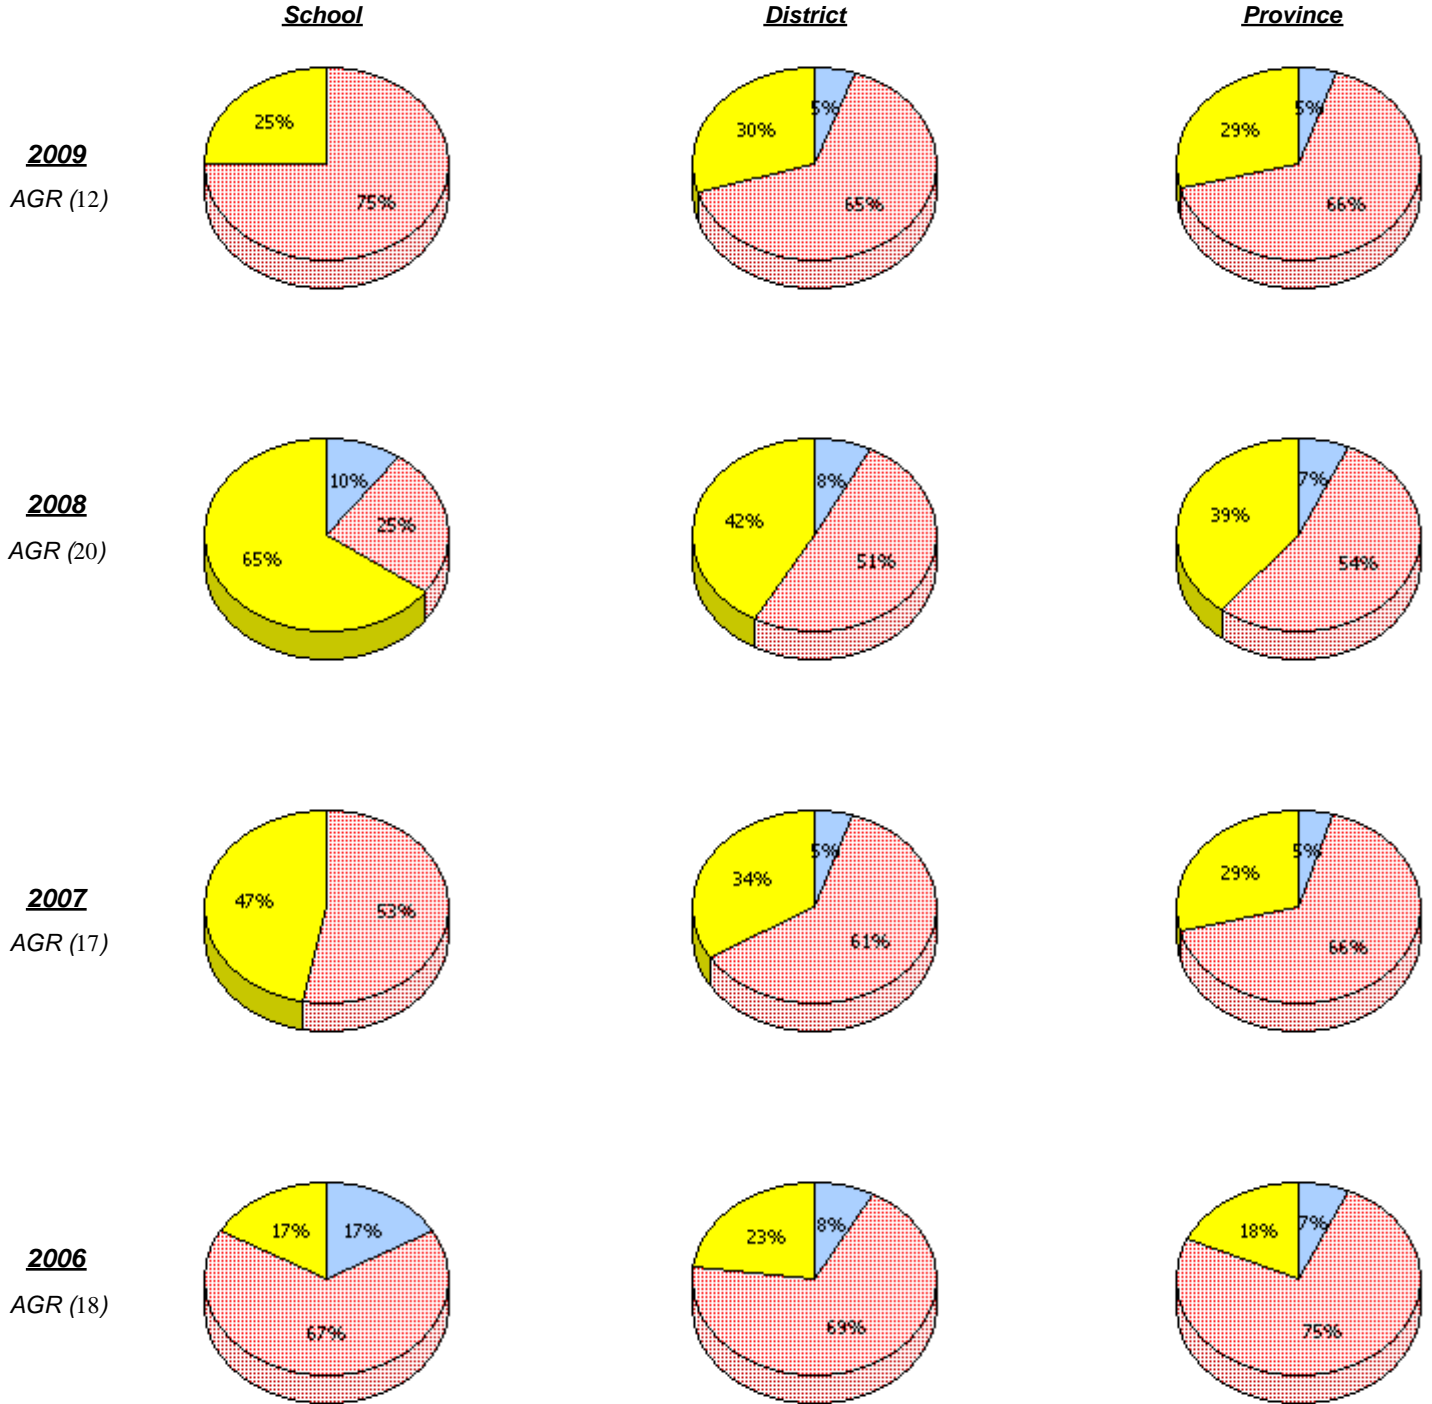 School District Province
25% 75% 30% 5% 65% 29% 5% 66%
2009
AGR (12)
10% 25% 65% 42% 8% 51% 39% 7% 54%
2008
AGR (20)
47% 53% 34% 5% 61% 29% 5% 66%
2007
AGR (17)
17% 17% 67% 23% 8% 69% 18% 7% 75%
2006
AGR (18)